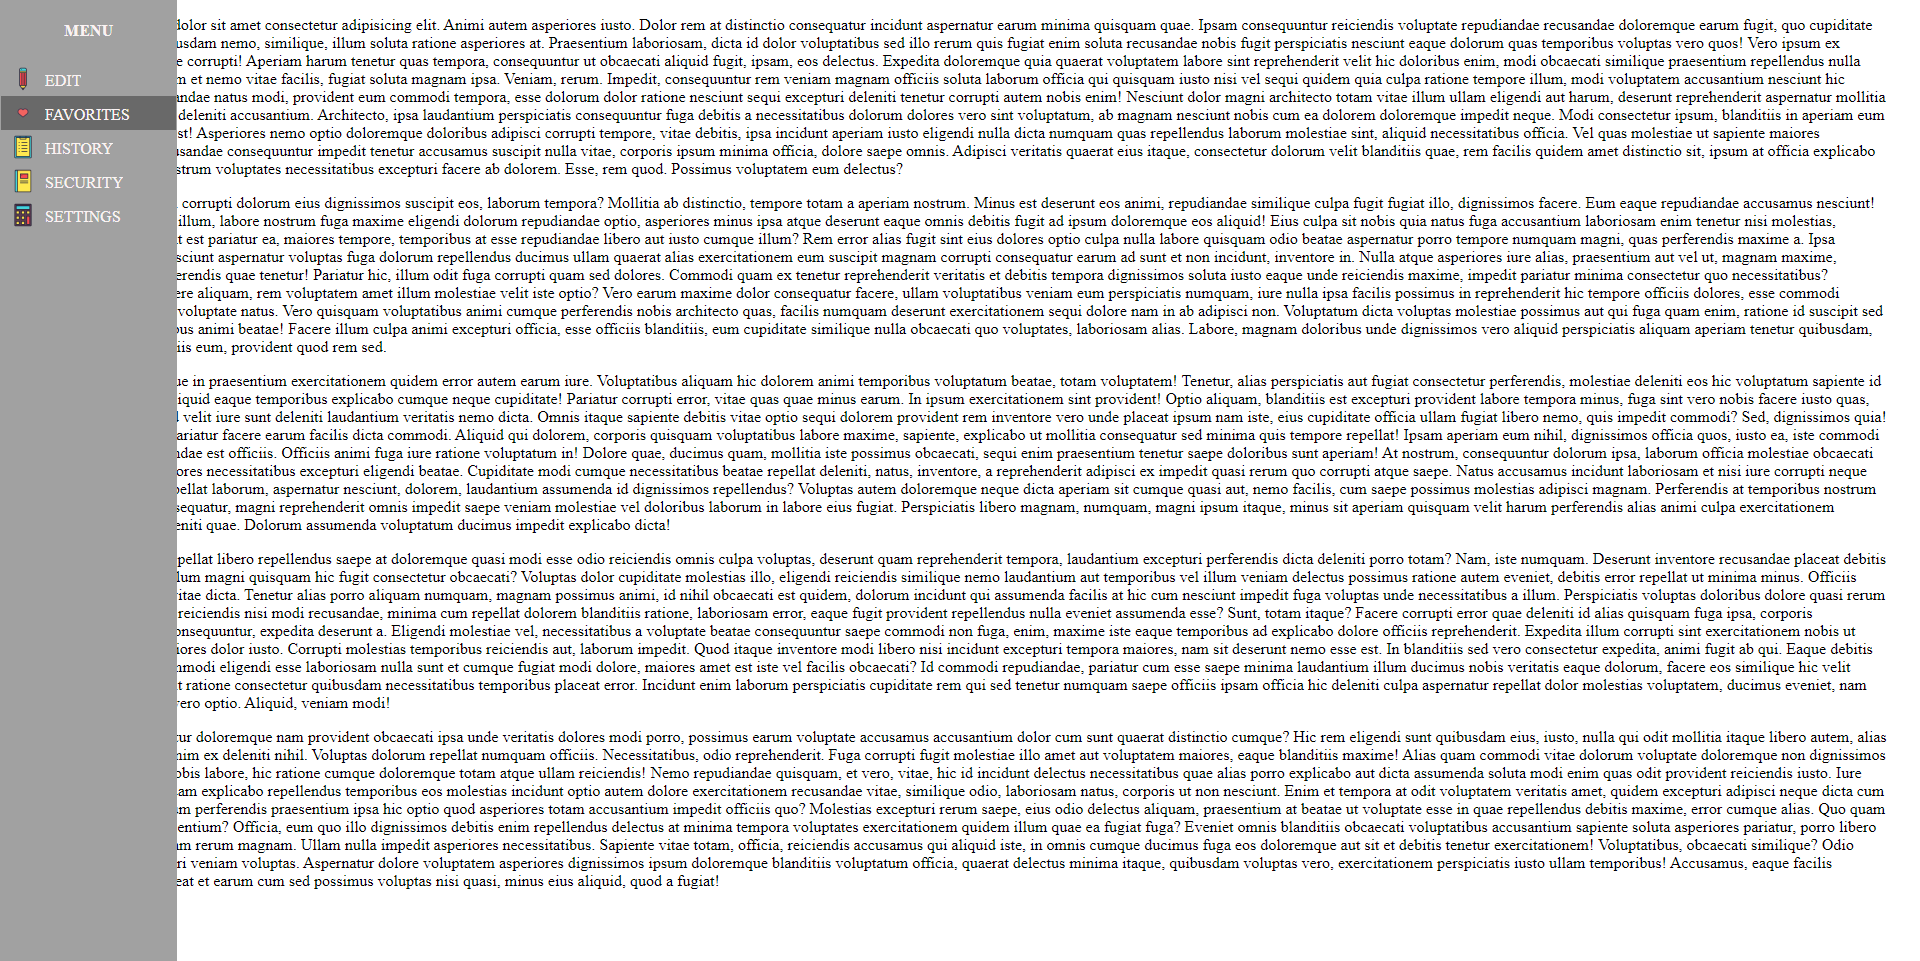 MENU
EDIT
FAVORITES
HISTORY
SECURITY
SETTINGS
dolor sit amet consectetur adipisicing elit. Animi autem asperiores iusto. Dolor rem at distinctio consequatur incidunt aspernatur earum minima quisquam quae. Ipsam consequuntur reiciendis voluptate repudiandae recusandae doloremque earum fugit, quo cupiditate
usdam nemo, similique, illum soluta ratione asperiores at. Praesentium laboriosam, dicta id dolor voluptatibus sed illo rerum quis fugiat enim soluta recusandae nobis fugit perspiciatis nesciunt eaque dolorum quas temporibus voluptas vero quos! Vero ipsum ex
e corrupti! Aperiam harum tenetur quas tempora, consequuntur ut obcaecati aliquid fugit, ipsam, eos delectus. Expedita doloremque quia quaerat voluptatem labore sint reprehenderit velit hic doloribus enim, modi obcaecati similique praesentium repellendus nulla
m et nemo vitae facilis, fugiat soluta magnam ipsa. Veniam, rerum. Impedit, consequuntur rem veniam magnam officiis soluta laborum officia qui quisquam iusto nisi vel sequi quidem quia culpa ratione tempore illum, modi voluptatem accusantium nesciunt hic
ndae natus modi, provident eum commodi tempora, esse dolorum dolor ratione nesciunt sequi excepturi deleniti tenetur corrupti autem nobis enim! Nesciunt dolor magni architecto totam vitae illum ullam eligendi aut harum, deserunt reprehenderit aspernatur mollitia
deleniti accusantium. Architecto, ipsa laudantium perspiciatis consequuntur fuga debitis a necessitatibus dolorum dolores vero sint voluptatum, ab magnam nesciunt nobis cum ea dolorem doloremque impedit neque. Modi consectetur ipsum, blanditiis in aperiam eum
st! Asperiores nemo optio doloremque doloribus adipisci corrupti tempore, vitae debitis, ipsa incidunt aperiam iusto eligendi nulla dicta numquam quas repellendus laborum molestiae sint, aliquid necessitatibus officia. Vel quas molestiae ut sapiente maiores
usandae consequuntur impedit tenetur accusamus suscipit nulla vitae, corporis ipsum minima officia, dolore saepe omnis. Adipisci veritatis quaerat eius itaque, consectetur dolorum velit blanditiis quae, rem facilis quidem amet distinctio sit, ipsum at officia explicabo
strum voluptates necessitatibus excepturi facere ab dolorem. Esse, rem quod. Possimus voluptatem eum delectus?
corrupti dolorum eius dignissimos suscipit eos, laborum tempora? Mollitia ab distinctio, tempore totam a aperiam nostrum. Minus est deserunt eos animi, repudiandae similique culpa fugit fugiat illo, dignissimos facere. Eum eaque repudiandae accusamus nesciunt!
illum, labore nostrum fuga maxime eligendi dolorum repudiandae optio, asperiores minus ipsa atque deserunt eaque omnis debitis fugit ad ipsum doloremque eos aliquid! Eius culpa sit nobis quia natus fuga accusantium laboriosam enim tenetur nisi molestias,
t est pariatur ea, maiores tempore, temporibus at esse repudiandae libero aut iusto cumque illum? Rem error alias fugit sint eius dolores optio culpa nulla labore quisquam odio beatae aspernatur porro tempore numquam magni, quas perferendis maxime a. Ipsa
sciunt aspernatur voluptas fuga dolorum repellendus ducimus ullam quaerat alias exercitationem eum suscipit magnam corrupti consequatur earum ad sunt et non incidunt, inventore in. Nulla atque asperiores iure alias, praesentium aut vel ut, magnam maxime,
erendis quae tenetur! Pariatur hic, illum odit fuga corrupti quam sed dolores. Commodi quam ex tenetur reprehenderit veritatis et debitis tempora dignissimos soluta iusto eaque unde reiciendis maxime, impedit pariatur minima consectetur quo necessitatibus?
ere aliquam, rem voluptatem amet illum molestiae velit iste optio? Vero earum maxime dolor consequatur facere, ullam voluptatibus veniam eum perspiciatis numquam, iure nulla ipsa facilis possimus in reprehenderit hic tempore officiis dolores, esse commodi
voluptate natus. Vero quisquam voluptatibus animi cumque perferendis nobis architecto quas, facilis numquam deserunt exercitationem sequi dolore nam in ab adipisci non. Voluptatum dicta voluptas molestiae possimus aut qui fuga quam enim, ratione id suscipit sed
bus animi beatae! Facere illum culpa animi excepturi officia, esse officiis blanditiis, eum cupiditate similique nulla obcaecati quo voluptates, laboriosam alias. Labore, magnam doloribus unde dignissimos vero aliquid perspiciatis aliquam aperiam tenetur quibusdam,
iis eum, provident quod rem sed.
ue in praesentium exercitationem quidem error autem earum iure. Voluptatibus aliquam hic dolorem animi temporibus voluptatum beatae, totam voluptatem! Tenetur, alias perspiciatis aut fugiat consectetur perferendis, molestiae deleniti eos hic voluptatum sapiente id
iquid eaque temporibus explicabo cumque neque cupiditate! Pariatur corrupti error, vitae quas quae minus earum. In ipsum exercitationem sint provident! Optio aliquam, blanditiis est excepturi provident labore tempora minus, fuga sint vero nobis facere iusto quas,
l velit iure sunt deleniti laudantium veritatis nemo dicta. Omnis itaque sapiente debitis vitae optio sequi dolorem provident rem inventore vero unde placeat ipsum nam iste, eius cupiditate officia ullam fugiat libero nemo, quis impedit commodi? Sed, dignissimos quia!
ariatur facere earum facilis dicta commodi. Aliquid qui dolorem, corporis quisquam voluptatibus labore maxime, sapiente, explicabo ut mollitia consequatur sed minima quis tempore repellat! Ipsam aperiam eum nihil, dignissimos officia quos, iusto ea, iste commodi
ndae est officiis. Officiis animi fuga iure ratione voluptatum in! Dolore quae, ducimus quam, mollitia iste possimus obcaecati, sequi enim praesentium tenetur saepe doloribus sunt aperiam! At nostrum, consequuntur dolorum ipsa, laborum officia molestiae obcaecati
ores necessitatibus excepturi eligendi beatae. Cupiditate modi cumque necessitatibus beatae repellat deleniti, natus, inventore, a reprehenderit adipisci ex impedit quasi rerum quo corrupti atque saepe. Natus accusamus incidunt laboriosam et nisi iure corrupti neque
pellat laborum, aspernatur nesciunt, dolorem, laudantium assumenda id dignissimos repellendus? Voluptas autem doloremque neque dicta aperiam sit cumque quasi aut, nemo facilis, cum saepe possimus molestias adipisci magnam. Perferendis at temporibus nostrum
sequatur, magni reprehenderit omnis impedit saepe veniam molestiae vel doloribus laborum in labore eius fugiat. Perspiciatis libero magnam, numquam, magni ipsum itaque, minus sit aperiam quisquam velit harum perferendis alias animi culpa exercitationem
eniti quae. Dolorum assumenda voluptatum ducimus impedit explicabo dicta!
pellat libero repellendus saepe at doloremque quasi modi esse odio reiciendis omnis culpa voluptas, deserunt quam reprehenderit tempora, laudantium excepturi perferendis dicta deleniti porro totam? Nam, iste numquam. Deserunt inventore recusandae placeat debitis
lum magni quisquam hic fugit consectetur obcaecati? Voluptas dolor cupiditate molestias illo, eligendi reiciendis similique nemo laudantium aut temporibus vel illum veniam delectus possimus ratione autem eveniet, debitis error repellat ut minima minus. Officiis
itae dicta. Tenetur alias porro aliquam numquam, magnam possimus animi, id nihil obcaecati est quidem, dolorum incidunt qui assumenda facilis at hic cum nesciunt impedit fuga voluptas unde necessitatibus a illum. Perspiciatis voluptas doloribus dolore quasi rerum
reiciendis nisi modi recusandae, minima cum repellat dolorem blanditiis ratione, laboriosam error, eaque fugit provident repellendus nulla eveniet assumenda esse? Sunt, totam itaque? Facere corrupti error quae deleniti id alias quisquam fuga ipsa, corporis
onsequuntur, expedita deserunt a. Eligendi molestiae vel, necessitatibus a voluptate beatae consequuntur saepe commodi non fuga, enim, maxime iste eaque temporibus ad explicabo dolore officiis reprehenderit. Expedita illum corrupti sint exercitationem nobis ut
iores dolor iusto. Corrupti molestias temporibus reiciendis aut, laborum impedit. Quod itaque inventore modi libero nisi incidunt excepturi tempora maiores, nam sit deserunt nemo esse est. In blanditiis sed vero consectetur expedita, animi fugit ab qui. Eaque debitis
mmodi eligendi esse laboriosam nulla sunt et cumque fugiat modi dolore, maiores amet est iste vel facilis obcaecati? Id commodi repudiandae, pariatur cum esse saepe minima laudantium illum ducimus nobis veritatis eaque dolorum, facere eos similique hic velit
t ratione consectetur quibusdam necessitatibus temporibus placeat error. Incidunt enim laborum perspiciatis cupiditate rem qui sed tenetur numquam saepe officiis ipsam officia hic deleniti culpa aspernatur repellat dolor molestias voluptatem, ducimus eveniet, nam
vero optio. Aliquid, veniam modi!
tur doloremque nam provident obcaecati ipsa unde veritatis dolores modi porro, possimus earum voluptate accusamus accusantium dolor cum sunt quaerat distinctio cumque? Hic rem eligendi sunt quibusdam eius, iusto, nulla qui odit mollitia itaque libero autem, alias
nim ex deleniti nihil. Voluptas dolorum repellat numquam officiis. Necessitatibus, odio reprehenderit. Fuga corrupti fugit molestiae illo amet aut voluptatem maiores, eaque blanditiis maxime! Alias quam commodi vitae dolorum voluptate doloremque non dignissimos
obis labore, hic ratione cumque doloremque totam atque ullam reiciendis! Nemo repudiandae quisquam, et vero, vitae, hic id incidunt delectus necessitatibus quae alias porro explicabo aut dicta assumenda soluta modi enim quas odit provident reiciendis iusto. Iure
am explicabo repellendus temporibus eos molestias incidunt optio autem dolore exercitationem recusandae vitae, similique odio, laboriosam natus, corporis ut non nesciunt. Enim et tempora at odit voluptatem veritatis amet, quidem excepturi adipisci neque dicta cum
m perferendis praesentium ipsa hic optio quod asperiores totam accusantium impedit officiis quo? Molestias excepturi rerum saepe, eius odio delectus aliquam, praesentium at beatae ut voluptate esse in quae repellendus debitis maxime, error cumque alias. Quo quam
entium? Officia, eum quo illo dignissimos debitis enim repellendus delectus at minima tempora voluptates exercitationem quidem illum quae ea fugiat fuga? Eveniet omnis blanditiis obcaecati voluptatibus accusantium sapiente soluta asperiores pariatur, porro libero
m rerum magnam. Ullam nulla impedit asperiores necessitatibus. Sapiente vitae totam, officia, reiciendis accusamus qui aliquid iste, in omnis cumque ducimus fuga eos doloremque aut sit et debitis tenetur exercitationem! Voluptatibus, obcaecati similique? Odio
ri veniam voluptas. Aspernatur dolore voluptatem asperiores dignissimos ipsum doloremque blanditiis voluptatum officia, quaerat delectus minima itaque, quibusdam voluptas vero, exercitationem perspiciatis iusto ullam temporibus! Accusamus, eaque facilis
eat et earum cum sed possimus voluptas nisi quasi, minus eius aliquid, quod a fugiat!